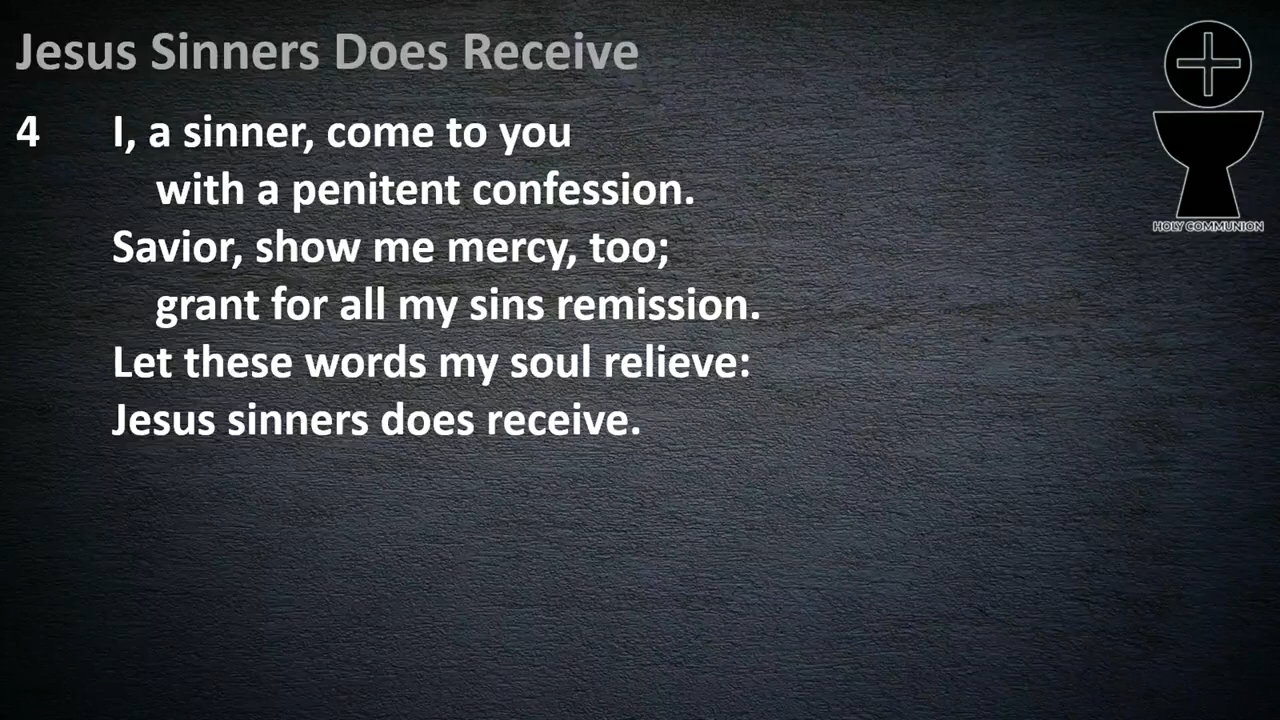 Jesus Sinners Does Receive
4 I, a sinner, come to you
with a penitent confession.
Savior, show me mercy, too;
grant for all my sins remission.
Let these words my soul relieve:
Jesus sinners does receive.
HOLY COMMUNION